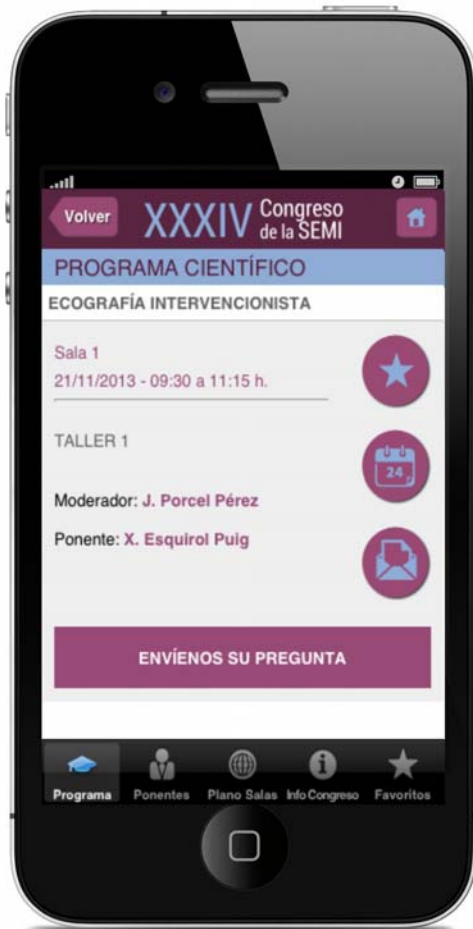 Volver
XXXIV Congreso
de la SEMI
PROGRAMA CIENTÍFICO
ECOGRAFÍA INTERVENCIONISTA
Sala 1
21/11/2013 - 09:30 a 11:15 h.
TALLER 1
24
Moderador: J. Porcel Pérez
Ponente: X. Esquirol Puig
ENVÍENOS SU PREGUNTA
Programa Ponentes Plano Salas Info Congreso Favoritos